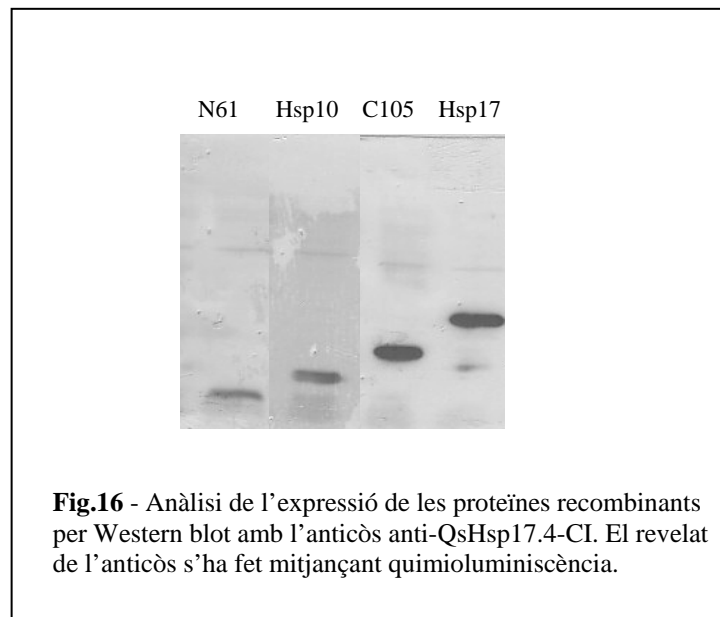 N61 Hsp10 C105 Hsp17
Fig.16 - Anàlisi de l’expressió de les proteïnes recombinants
per Western blot amb l’anticòs anti-QsHsp17.4-CI. El revelat
de l’anticòs s’ha fet mitjançant quimioluminiscència.